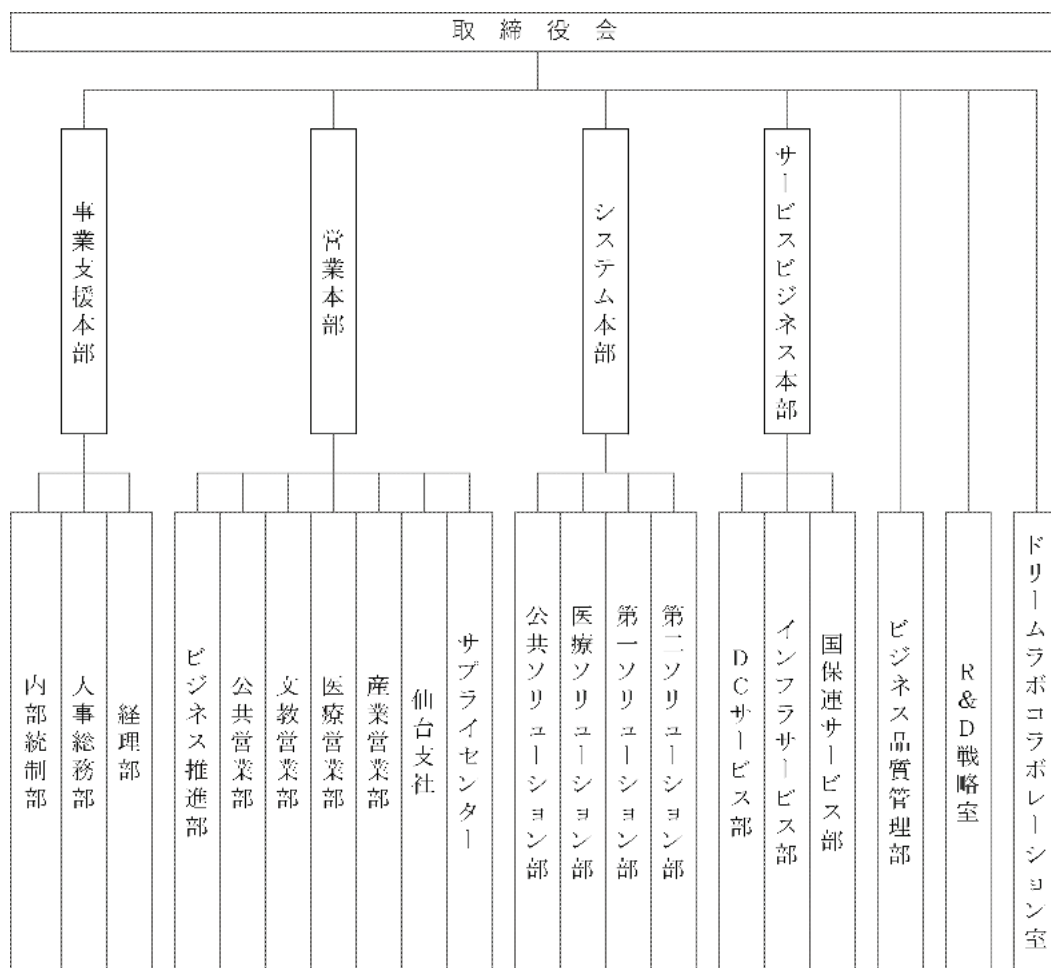 取締役会
事業支援本部
営業本部
システム本部
サービスビジネス本部
内部統制部
人事総務部
経理部
ビジネス推進部
公共営業部
文教営業部
医療営業部
産業営業部
仙台支社
サプライセンター
公共ソリューション部
医療ソリューション部
第一ソリューション部
第二ソリューション部
DCサービス部
インフラサービス部
国保連サービス部
ビジネス品質管理部
R&D戦略室
ドリームラボコラボレーション室